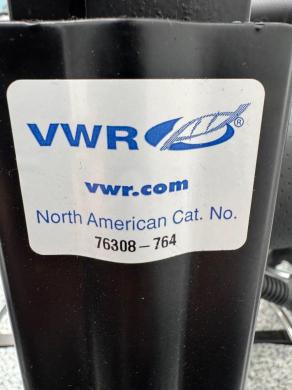 VWR ®
vwr.com
North American Cat. No.
76308-764